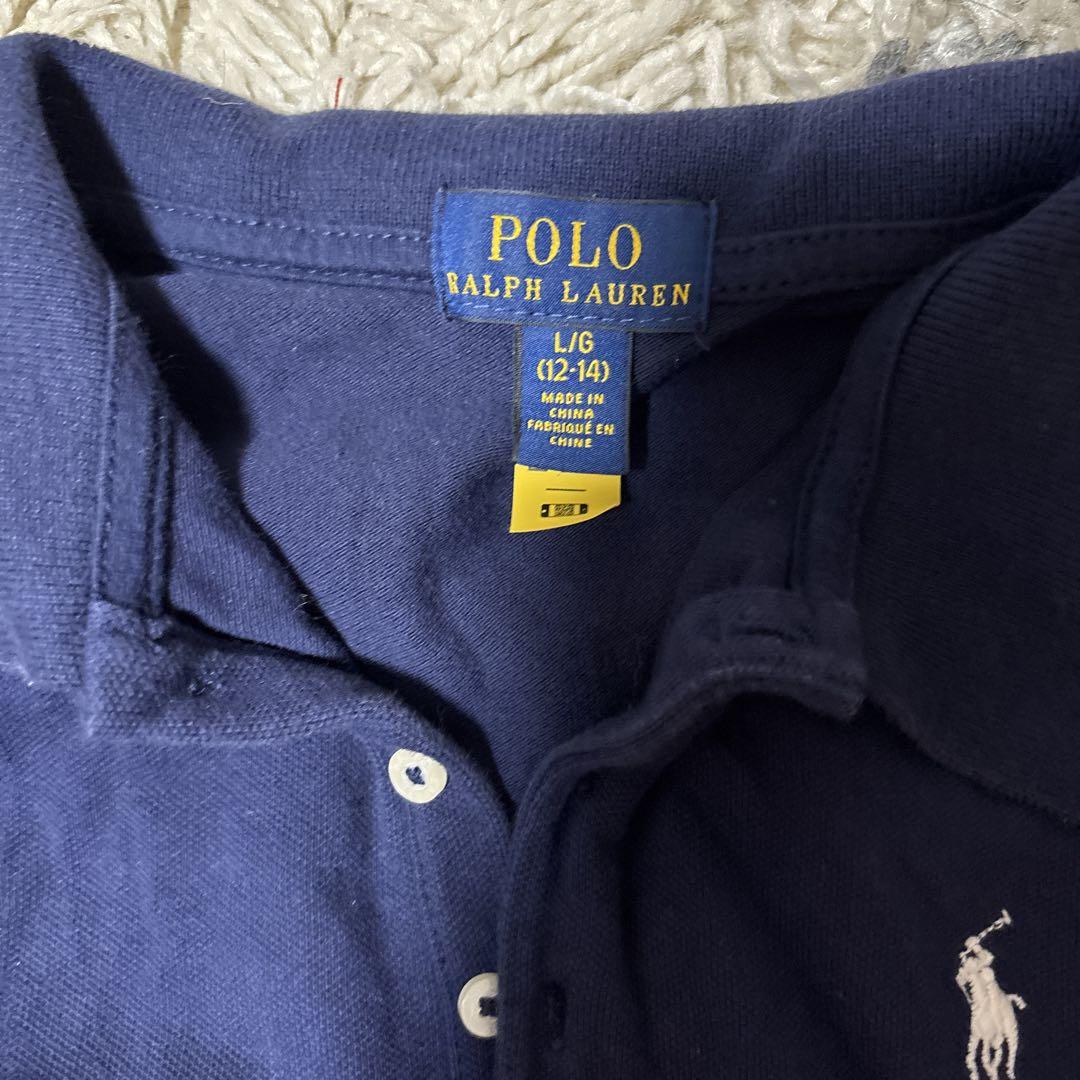 POLO
RALPH LAUREN
L/G
(12-14)
MADE IN
CHINA
FABRIQUÉ EN
CHINE